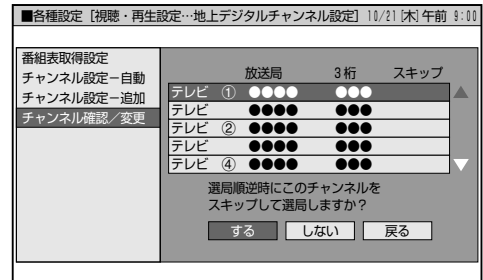 ■各種設定［視聴・再生設定…地上デジタルチャンネル設定］ 10/21［木］午前 9:00
番組表取得設定
チャンネル設定－自動
チャンネル設定－追加
チャンネル確認／変更
放送局 3桁 スキップ
テレビ ① ●●●● ●●●
テレビ ●●●● ●●●
テレビ ② ●●●● ●●●
テレビ ●●●● ●●●
テレビ ④ ●●●● ●●●
選局順逆時にこのチャンネルを
スキップして選局しますか？
する しない 戻る